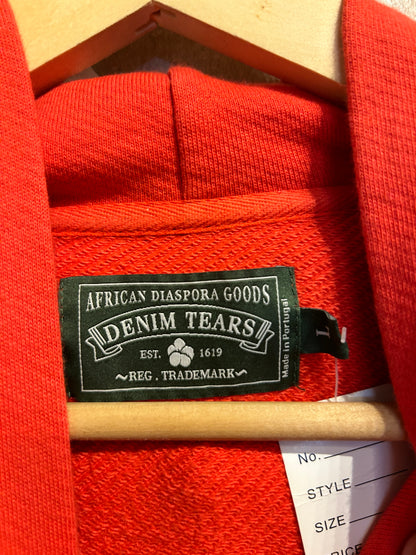 AFRICAN DIASPORA GOODS
DENIM TEARS
EST. 1619
~REG. TRADEMARK~
Made in Portugal
L
No.
STYLE
SIZE